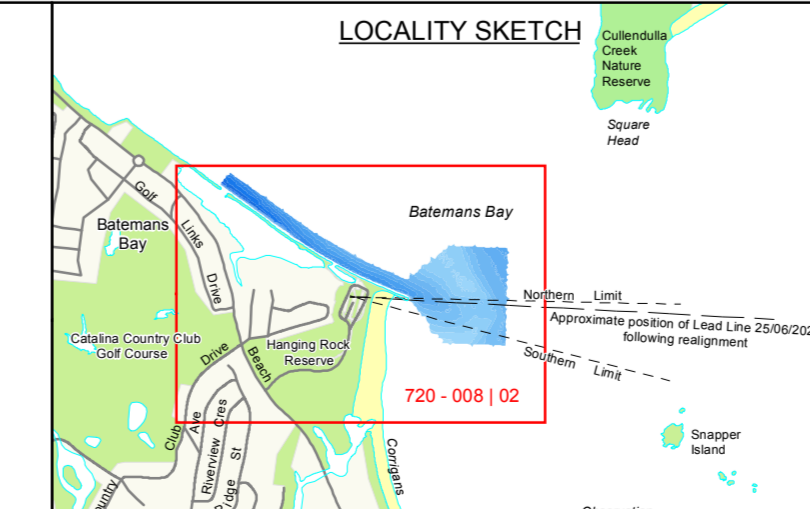 LOCALITY SKETCH
Cullendulla
Creek
Nature
Reserve
Square
Head
Batemans Bay
Golf
Links
Drive
Batemans
Bay
Northern Limit
Approximate position of Lead Line 25/06/202
following realignment
Southern Limit
Catalina Country Club
Golf Course
Hanging Rock
Reserve
Drive
Beach
720 - 008 | 02
Club
Ave
Cres
Riverview
St
Ridge
Corrigans
Snapper
Island